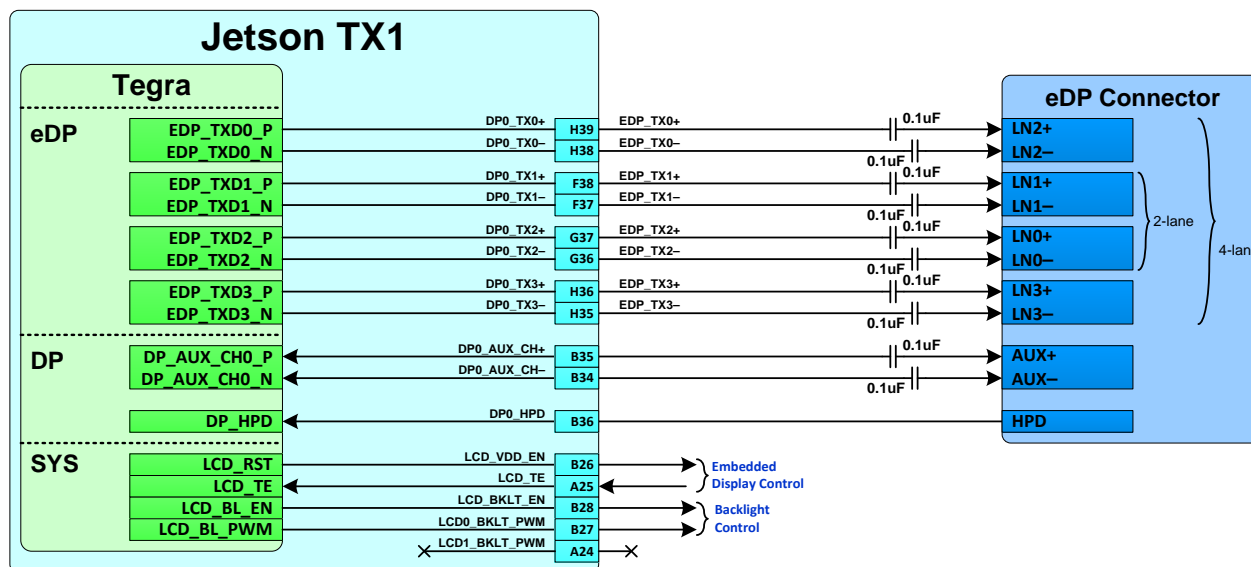 Jetson TX1
Tegra
eDP Connector
eDP
EDP_TXD0_P DP0_TX0+ H39 EDP_TX0+ 0.1uF LN2+
EDP_TXD0_N DP0_TX0– H38 EDP_TX0– 0.1uF LN2–
EDP_TXD1_P DP0_TX1+ F38 EDP_TX1+ 0.1uF LN1+
EDP_TXD1_N DP0_TX1– F37 EDP_TX1– 0.1uF LN1–
2-lane
EDP_TXD2_P DP0_TX2+ G37 EDP_TX2+ 0.1uF LN0+
EDP_TXD2_N DP0_TX2– G36 EDP_TX2– 0.1uF LN0–
4-lan
EDP_TXD3_P DP0_TX3+ H36 EDP_TX3+ 0.1uF LN3+
EDP_TXD3_N DP0_TX3– H35 EDP_TX3– 0.1uF LN3–
DP
DP_AUX_CH0_P DP0_AUX_CH+ B35 0.1uF AUX+
DP_AUX_CH0_N DP0_AUX_CH– B34 0.1uF AUX–
DP_HPD DP0_HPD B36 HPD
SYS
LCD_RST LCD_VDD_EN B26
LCD_TE LCD_TE A25
Embedded
Display Control
LCD_BL_EN LCD_BKLT_EN B28
LCD_BL_PWM LCD0_BKLT_PWM B27
Backlight
Control
LCD1_BKLT_PWM A24